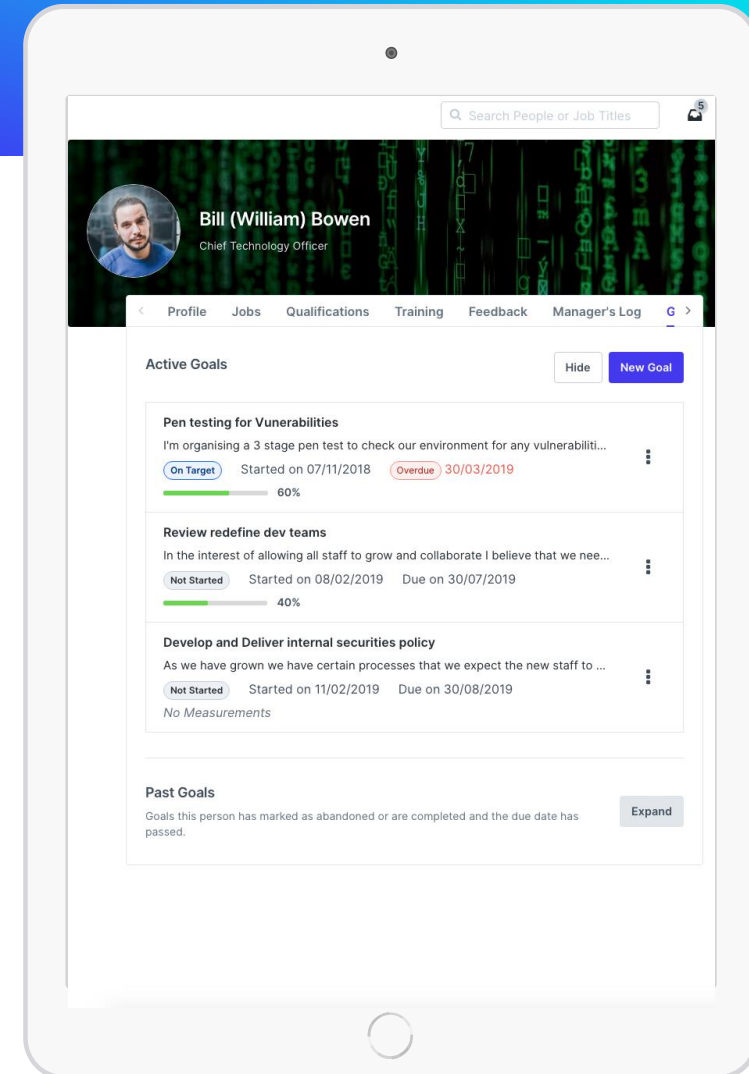 Search People or Job Titles
5
Bill (William) Bowen
Chief Technology Officer
Profile Jobs Qualifications Training Feedback Manager's Log G
Active Goals
Hide New Goal
Pen testing for Vunerabilities
I'm organising a 3 stage pen test to check our environment for any vulnerabiliti...
On Target Started on 07/11/2018 Overdue 30/03/2019
60%
Review redefine dev teams
In the interest of allowing all staff to grow and collaborate I believe that we nee...
Not Started Started on 08/02/2019 Due on 30/07/2019
40%
Develop and Deliver internal securities policy
As we have grown we have certain processes that we expect the new staff to ...
Not Started Started on 11/02/2019 Due on 30/08/2019
No Measurements
Past Goals
Goals this person has marked as abandoned or are completed and the due date has
passed.
Expand